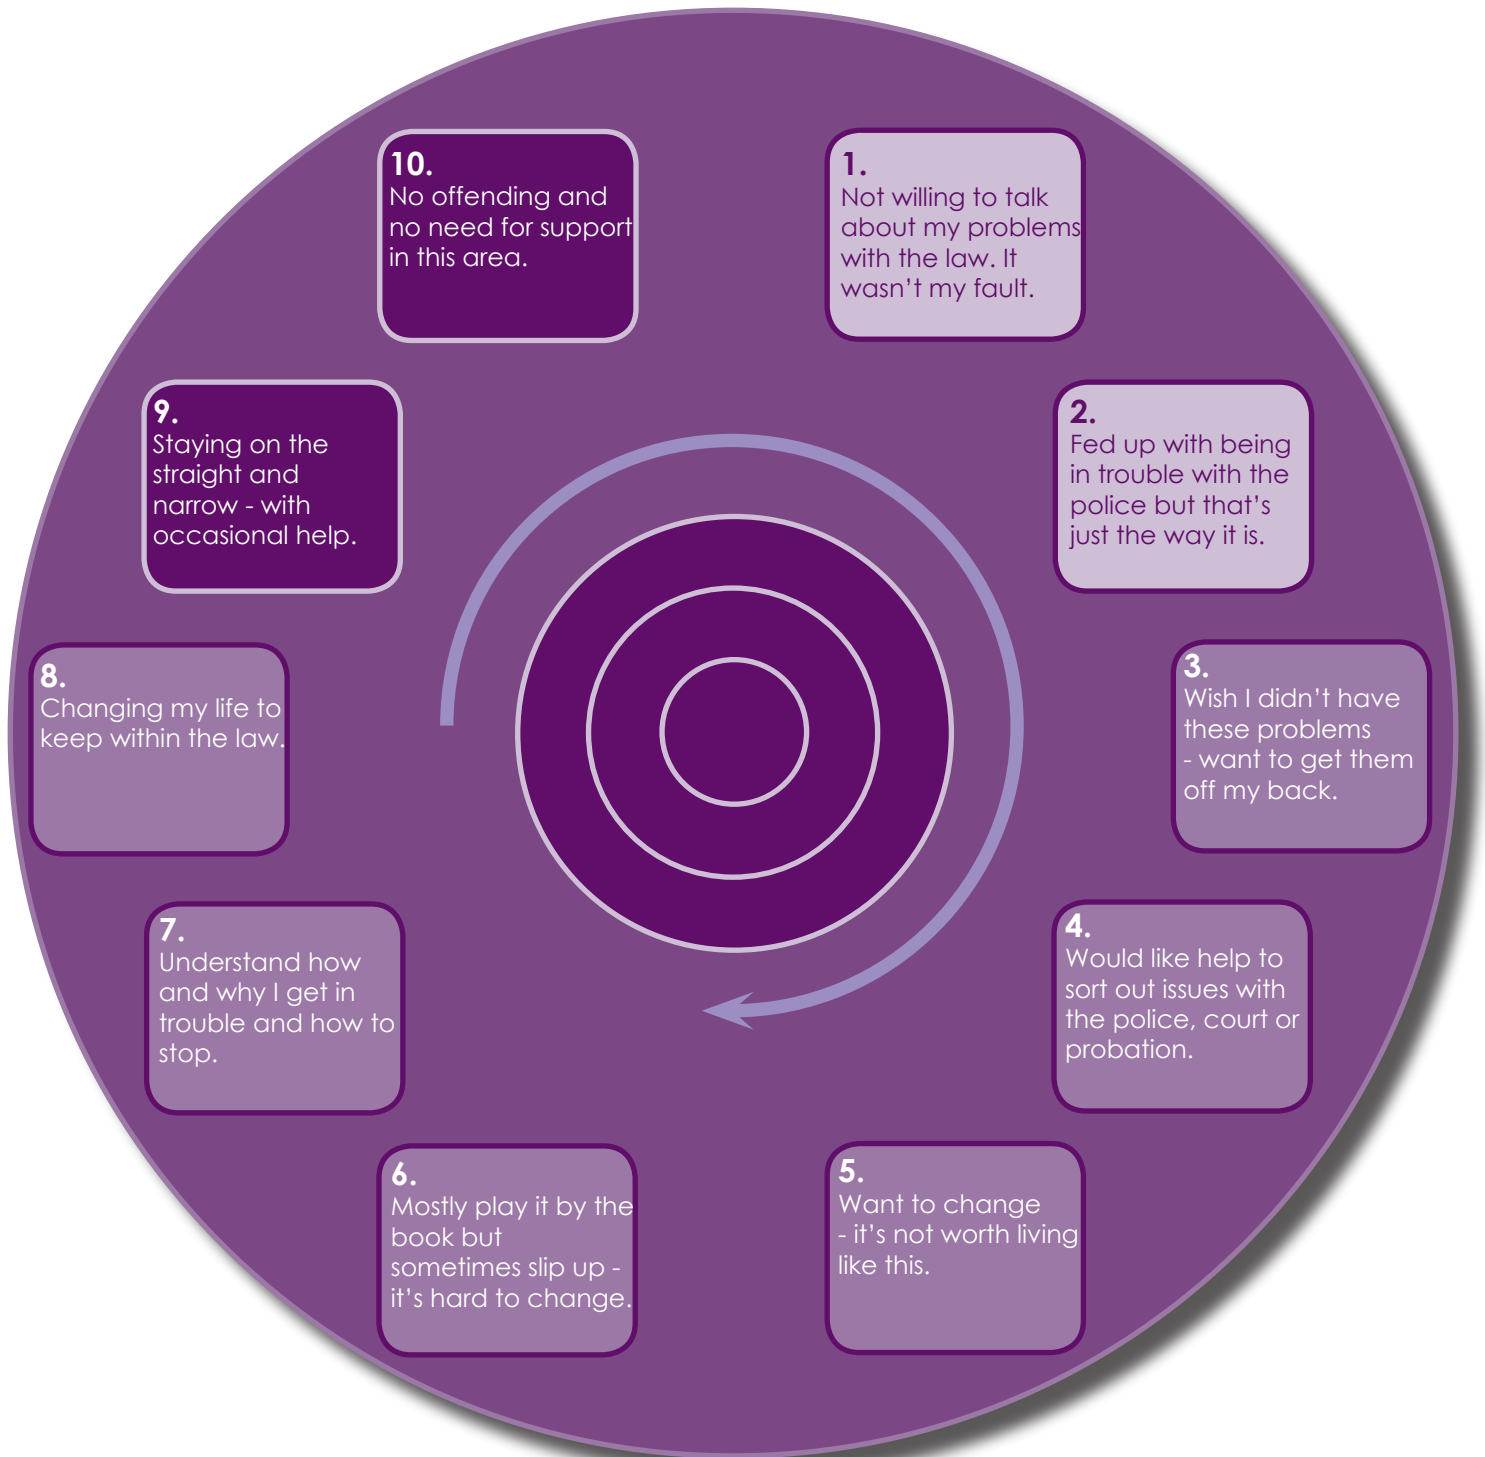 1.
Not willing to talk
about my problems
with the law. It
wasn't my fault.
2.
Fed up with being
in trouble with the
police but that's
just the way it is.
3.
Wish I didn't have
these problems
- want to get them
off my back.
4.
Would like help to
sort out issues with
the police, court or
probation.
5.
Want to change
- it's not worth living
like this.
6.
Mostly play it by the
book but
sometimes slip up -
it's hard to change.
7.
Understand how
and why I get in
trouble and how to
stop.
8.
Changing my life to
keep within the law.
9.
Staying on the
straight and
narrow - with
occasional help.
10.
No offending and
no need for support
in this area.